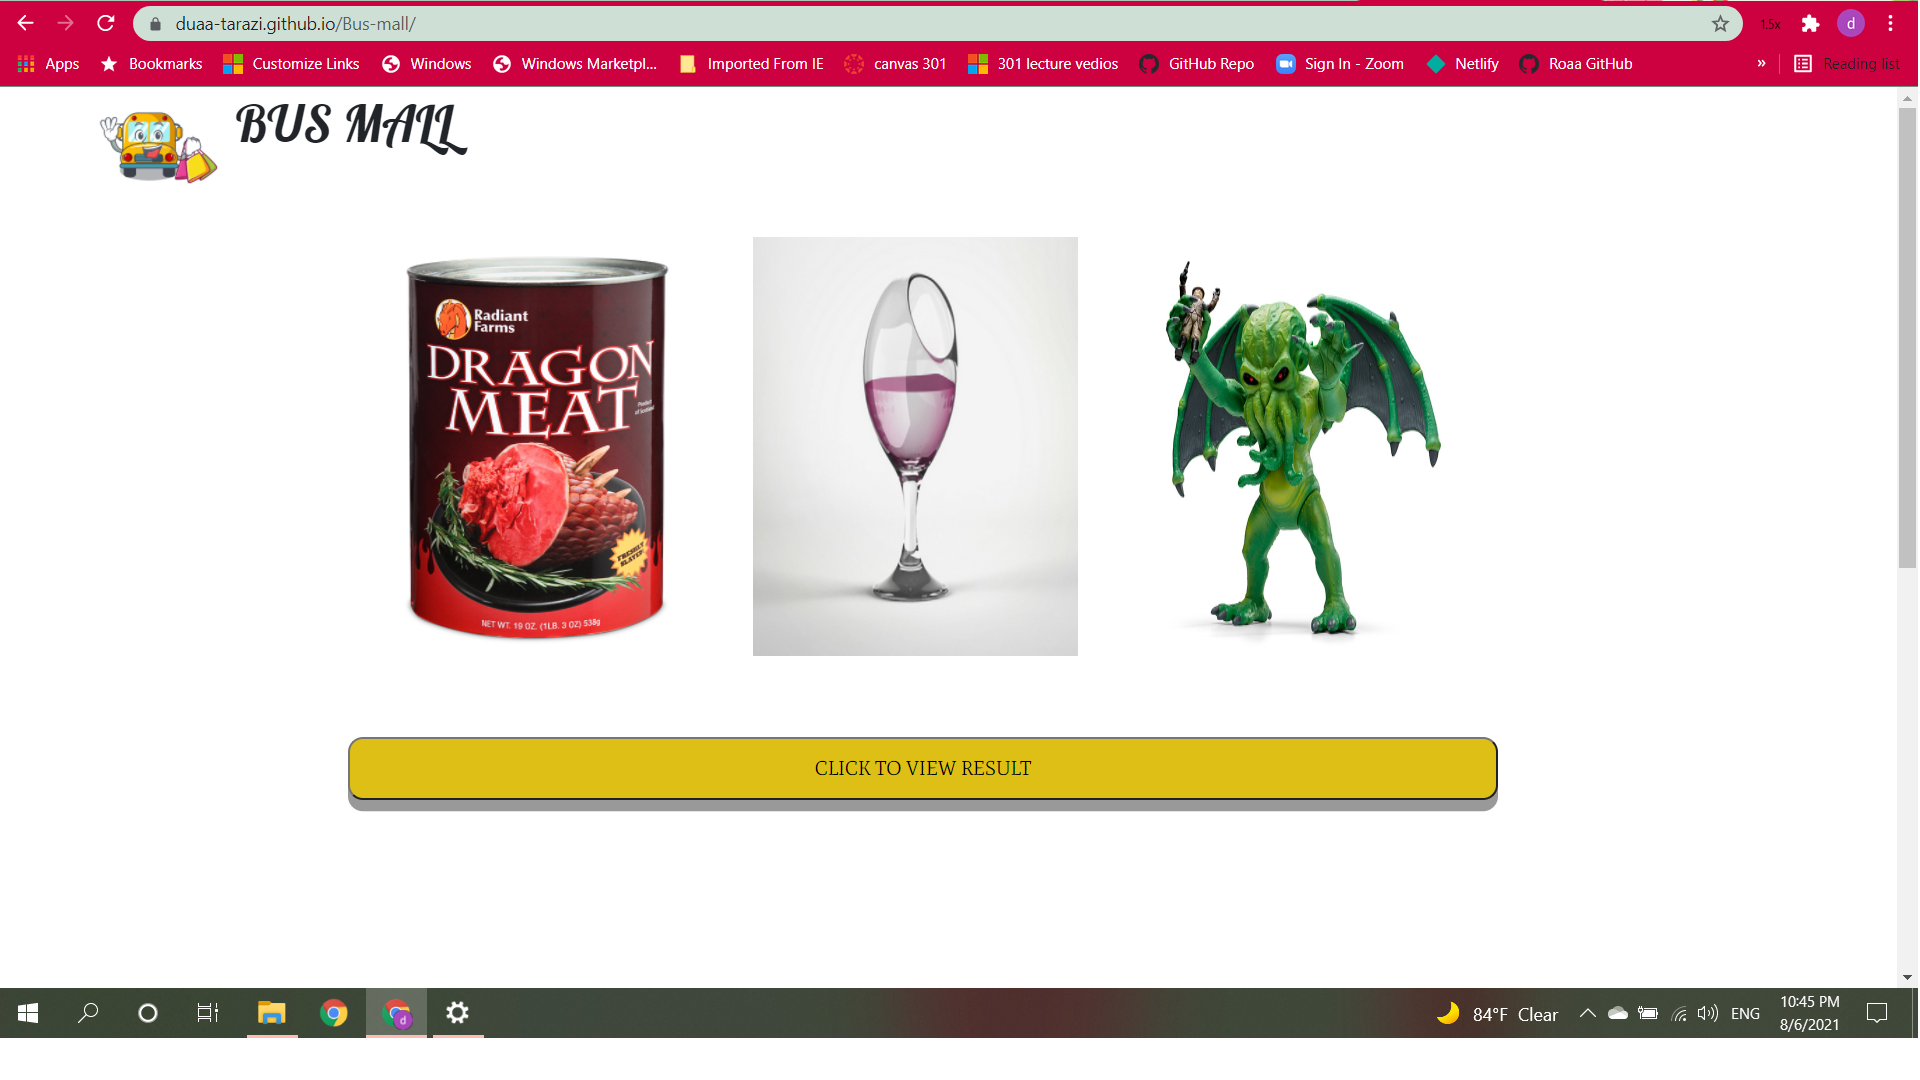 duaa-tarazi.github.io/Bus-mall/
1.5x
d
Apps
Bookmarks
Customize Links
Windows
Windows Marketpl...
Imported From IE
canvas 301
301 lecture vedios
GitHub Repo
Sign In - Zoom
Netlify
Roaa GitHub
»
Reading list
BUS MALL
Radiant
Farms
DRAGON
MEAT
Product
of Scotland
FRESHLY
SLAYED
NET WT. 19 OZ. (1LB. 3 OZ) 538g
CLICK TO VIEW RESULT
d
84°F Clear
ENG
10:45 PM
8/6/2021